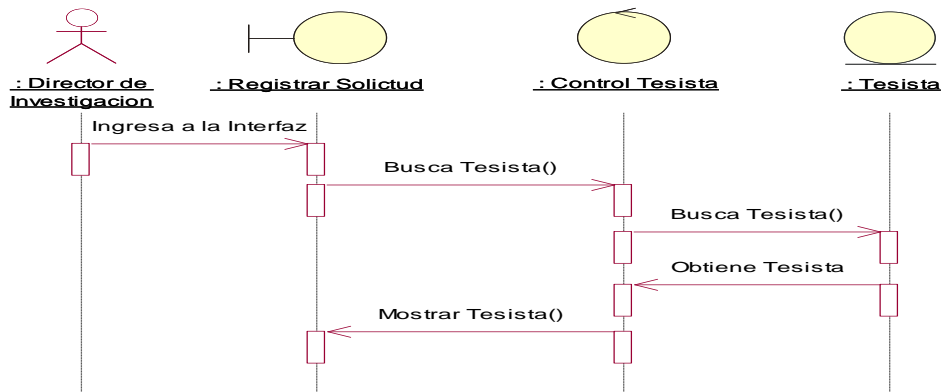 : Director de
Investigacion
: Registrar Solictud
: Control Tesista
: Tesista
Ingresa a la Interfaz
Busca Tesista()
Busca Tesista()
Obtiene Tesista
Mostrar Tesista()